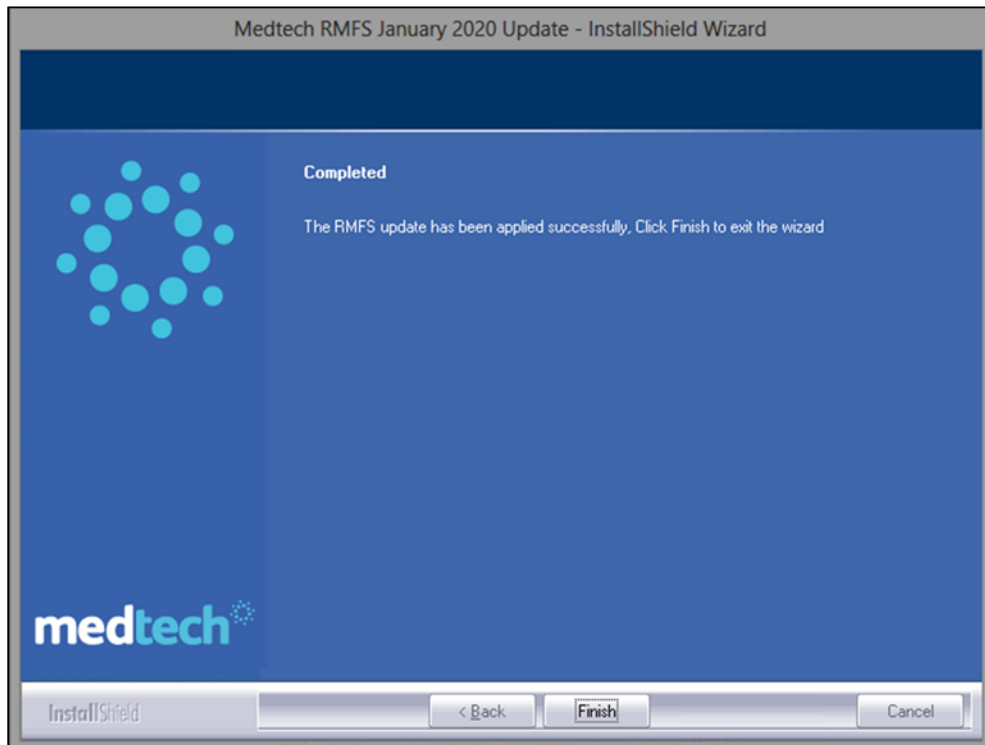 Medtech RMFS January 2020 Update - InstallShield Wizard
Completed
The RMFS update has been applied successfully, Click Finish to exit the wizard
medtech
InstallShield
< Back
Finish
Cancel